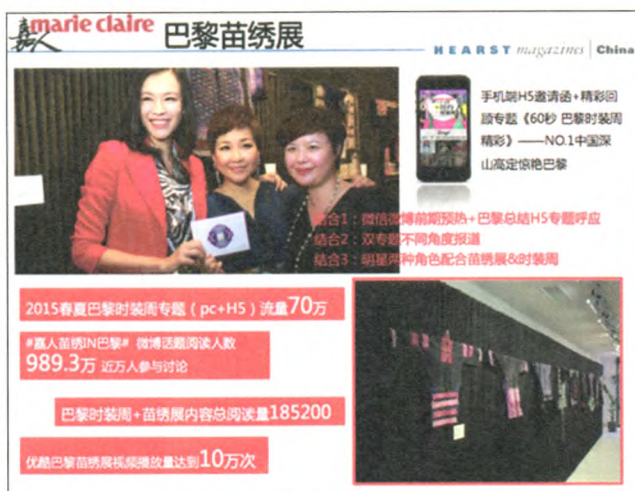 嘉人
marie claire
巴黎苗绣展
HEARST magazines | China
手机端H5邀请函+精彩回
顾专题《60秒 巴黎时装周
精彩》——NO.1中国深
山高定惊艳巴黎
结合1：微信微博前期预热+巴黎总结H5专题呼应
结合2：双专题不同角度报道
结合3：明星两种角色配合苗绣展&时装周
2015春夏巴黎时装周专题（pc+H5）流量70万
#嘉人苗绣IN巴黎# 微博话题阅读人数
989.3万 近万人参与讨论
巴黎时装周+苗绣展内容总阅读量185200
优酷巴黎苗绣展视频播放量达到10万次